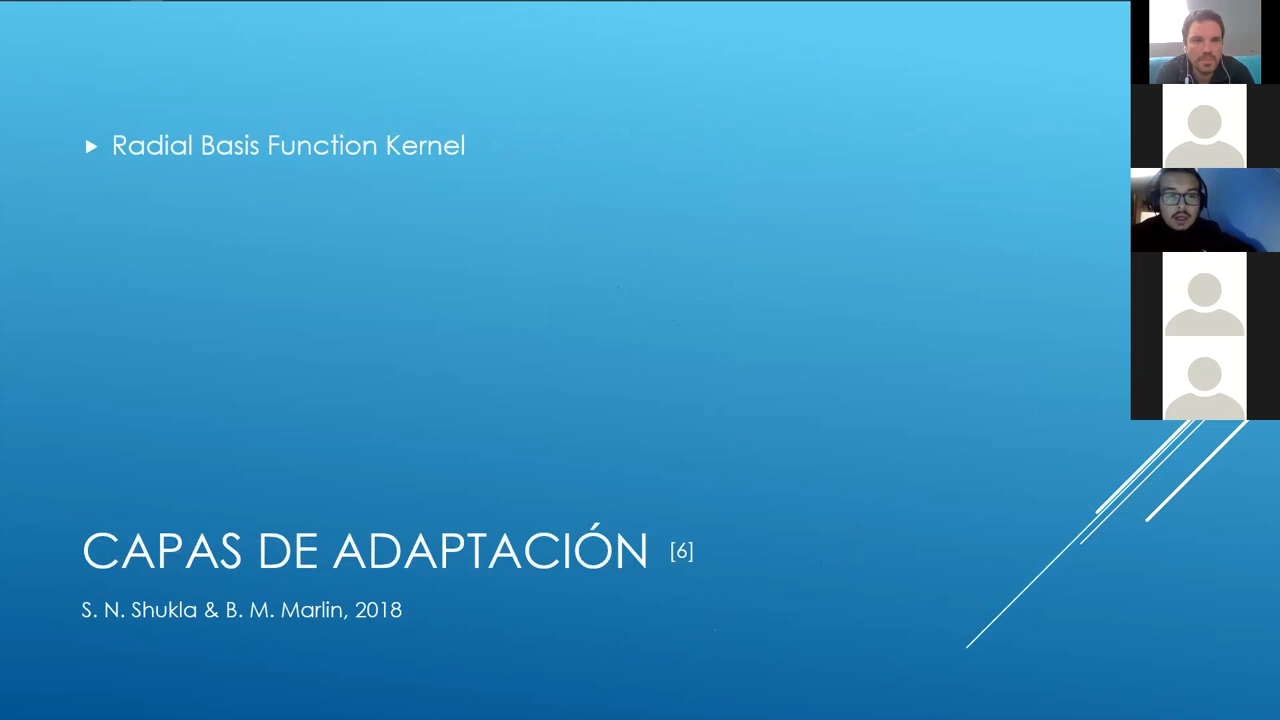 Radial Basis Function Kernel
CAPAS DE ADAPTACIÓN [6]
S. N. Shukla & B. M. Marlin, 2018